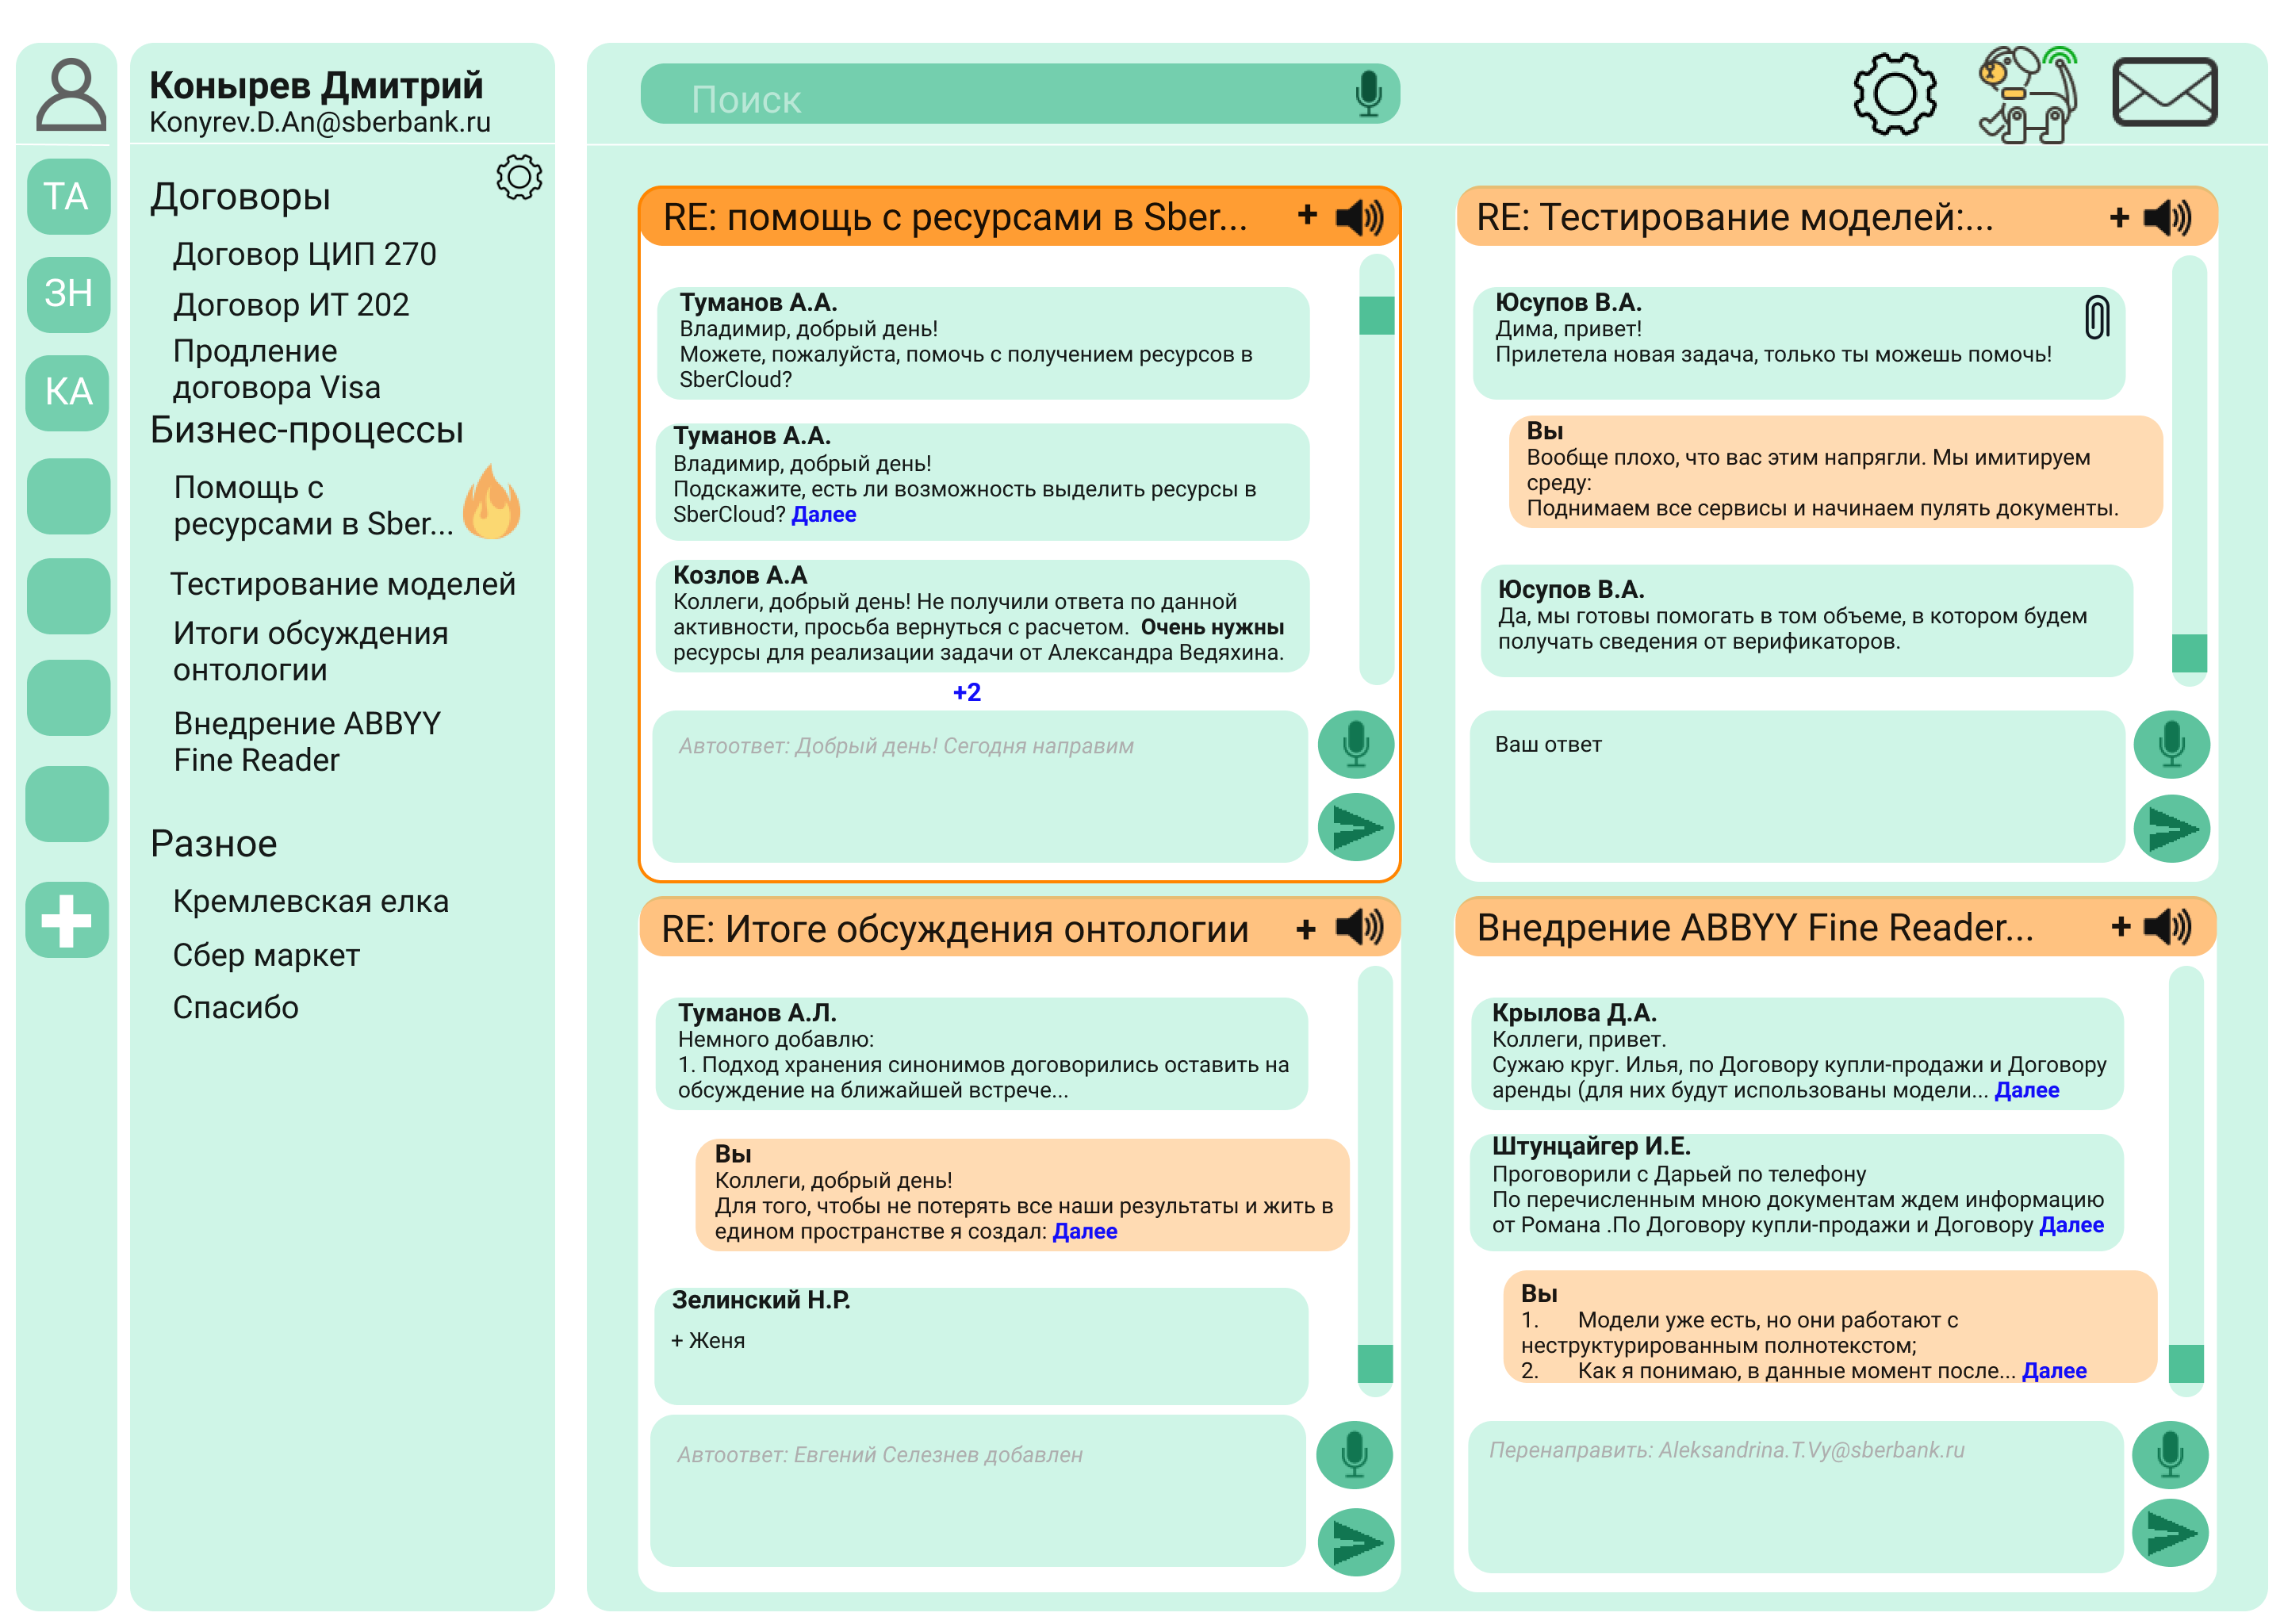 Конырев Дмитрий
Konyrev.D.An@sberbank.ru
ТА
ЗН
КА
Договоры
Договор ЦИП 270
Договор ИТ 202
Продление
договора Visa
Бизнес-процессы
Помощь с
ресурсами в Sber...
Тестирование моделей
Итоги обсуждения
онтологии
Внедрение ABBYY
Fine Reader
Разное
Кремлевская елка
Сбер маркет
Спасибо
Поиск
RE: помощь с ресурсами в Sber... +
Туманов А.А.
Владимир, добрый день!
Можете, пожалуйста, помочь с получением ресурсов в
SberCloud?
Туманов А.А.
Владимир, добрый день!
Подскажите, есть ли возможность выделить ресурсы в
SberCloud? Далее
Козлов А.А
Коллеги, добрый день! Не получили ответа по данной
активности, просьба вернуться с расчетом. Очень нужны
ресурсы для реализации задачи от Александра Ведяхина.
+2
Автоответ: Добрый день! Сегодня направим
RE: Тестирование моделей:... +
Юсупов В.А.
Дима, привет!
Прилетела новая задача, только ты можешь помочь!
Вы
Вообще плохо, что вас этим напрягли. Мы имитируем
среду:
Поднимаем все сервисы и начинаем пулять документы.
Юсупов В.А.
Да, мы готовы помогать в том объеме, в котором будем
получать сведения от верификаторов.
Ваш ответ
RE: Итоге обсуждения онтологии +
Туманов А.Л.
Немного добавлю:
1. Подход хранения синонимов договорились оставить на
обсуждение на ближайшей встрече...
Вы
Коллеги, добрый день!
Для того, чтобы не потерять все наши результаты и жить в
едином пространстве я создал: Далее
Зелинский Н.Р.
+ Женя
Автоответ: Евгений Селезнев добавлен
Внедрение ABBYY Fine Reader... +
Крылова Д.А.
Коллеги, привет.
Сужаю круг. Илья, по Договору купли-продажи и Договору
аренды (для них будут использованы модели... Далее
Штунцайгер И.Е.
Проговорили с Дарьей по телефону
По перечисленным мною документам ждем информацию
от Романа .По Договору купли-продажи и Договору Далее
Вы
1. Модели уже есть, но они работают с
неструктурированным полнотекстом;
2. Как я понимаю, в данные момент после... Далее
Перенаправить: Aleksandrina.T.Vy@sberbank.ru